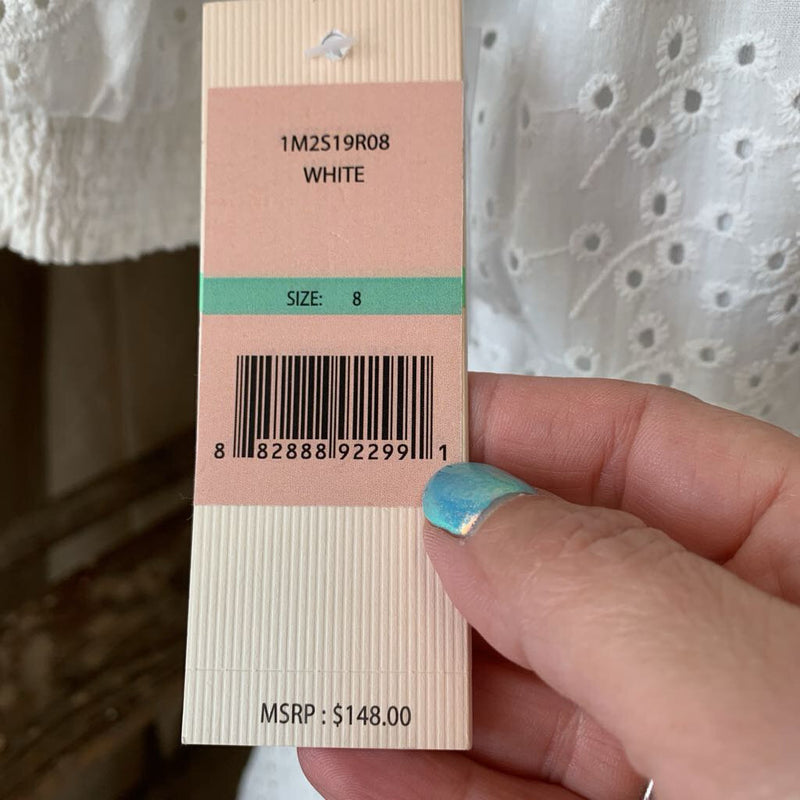 1M2S19R08
WHITE
SIZE: 8
8 82888 92299 1
MSRP : $148.00